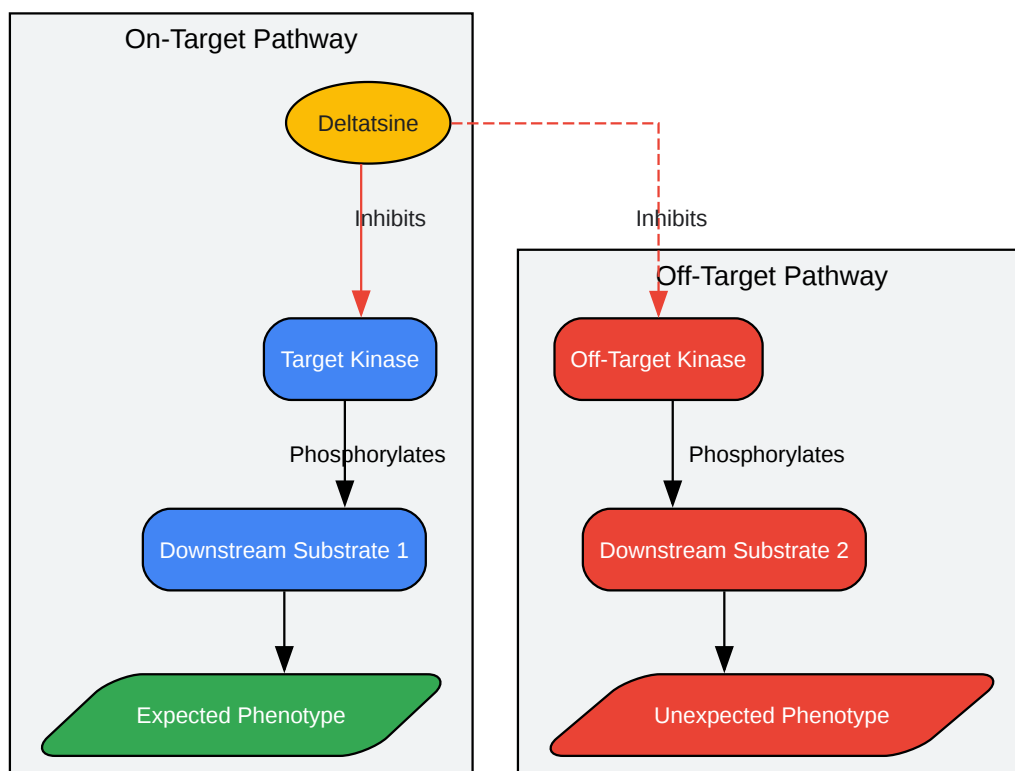 On-Target Pathway
Deltatsine
Inhibits
Inhibits
Off-Target Pathway
Target Kinase
Off-Target Kinase
Phosphorylates
Phosphorylates
Downstream Substrate 1
Downstream Substrate 2
Expected Phenotype
Unexpected Phenotype